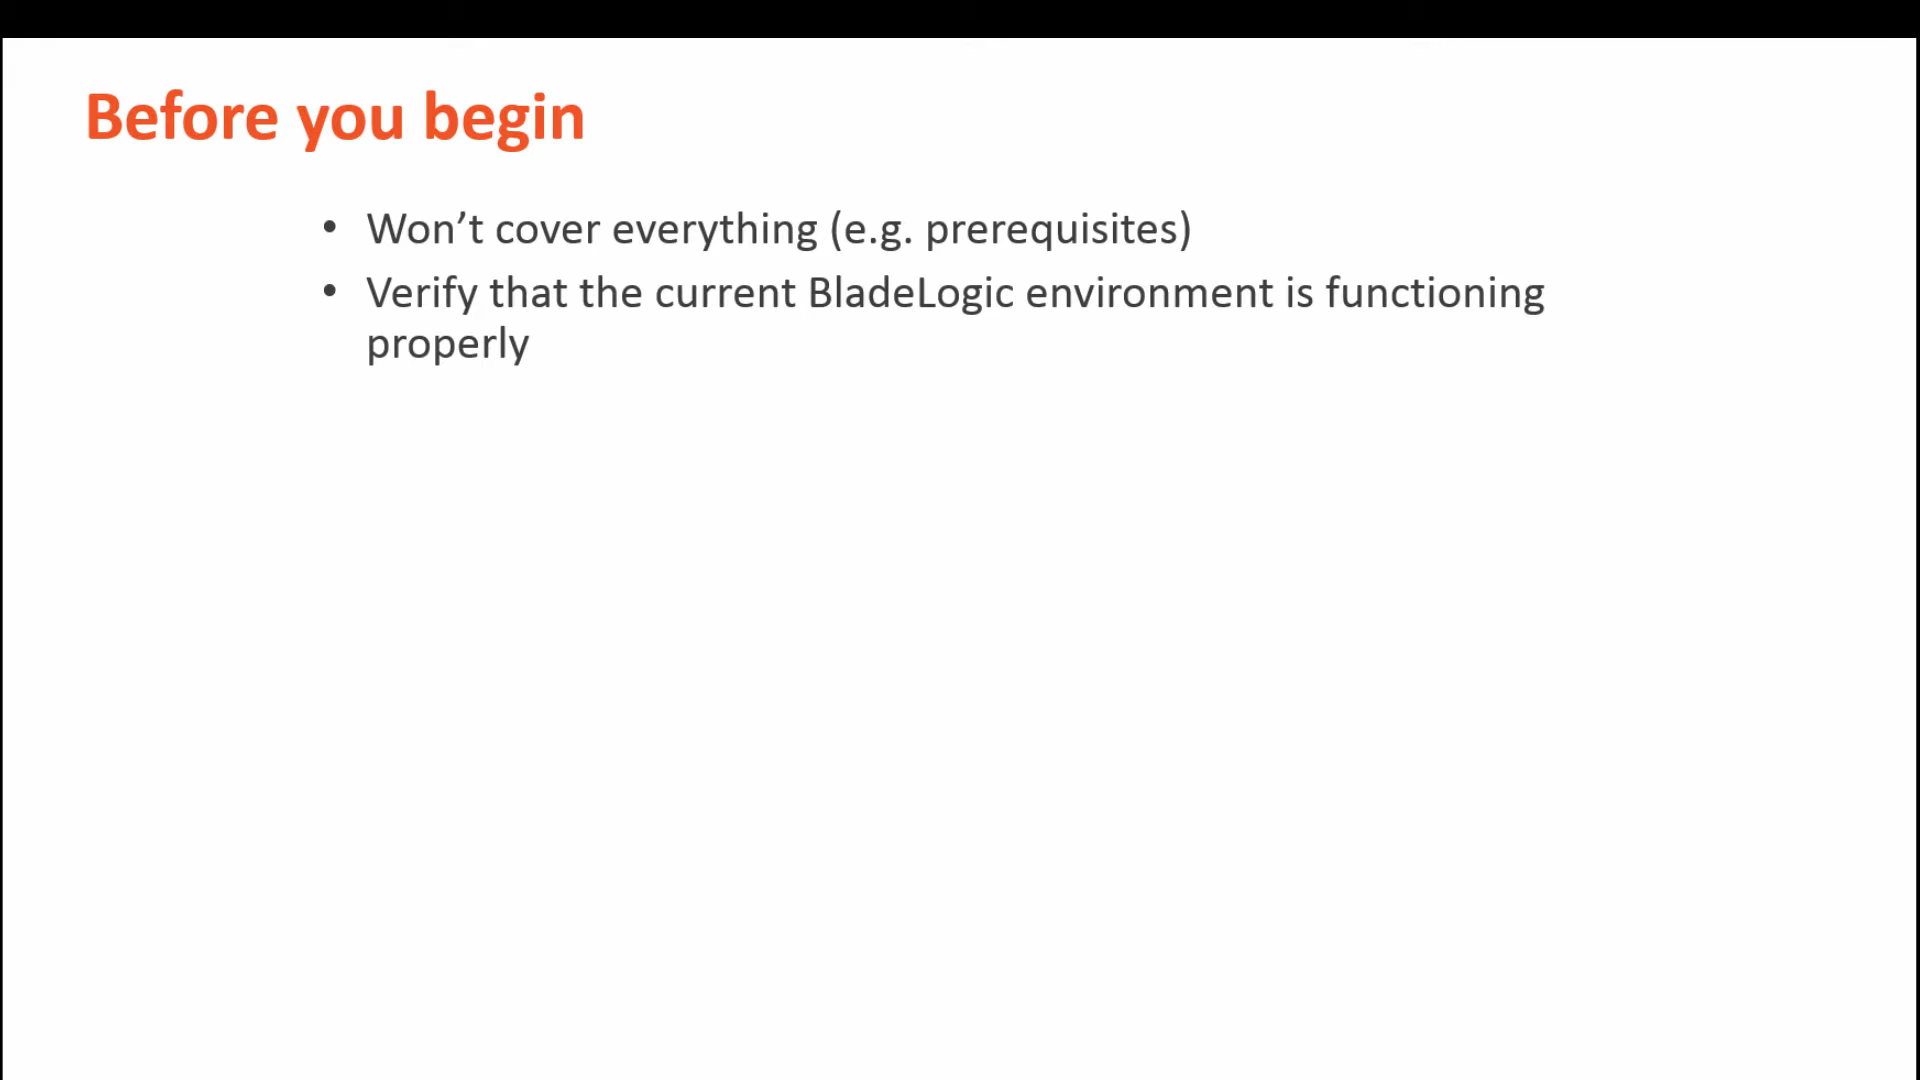 Before you begin
• Won’t cover everything (e.g. prerequisites)
• Verify that the current BladeLogic environment is functioning
properly